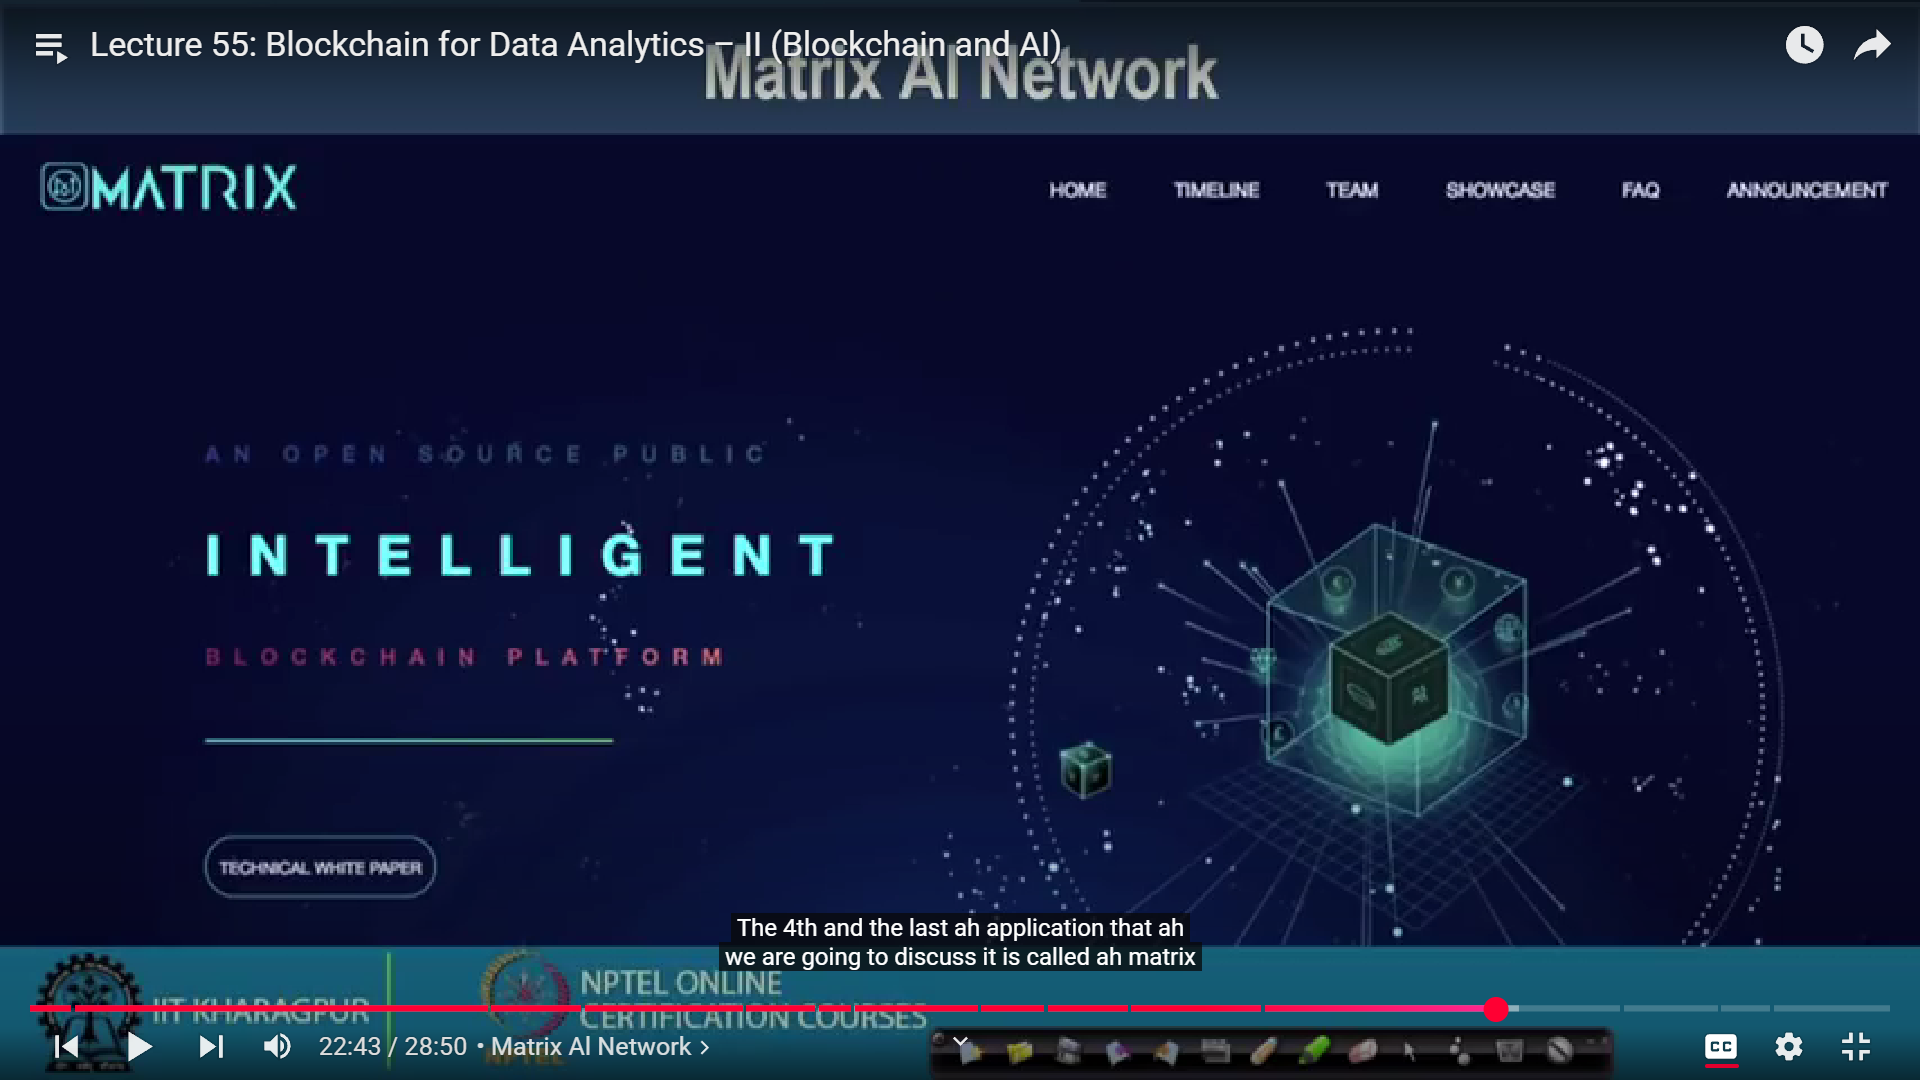 Lecture 55: Blockchain for Data Analytics – II (Blockchain and AI)
Matrix AI Network
MATRIX
HOME TIMELINE TEAM SHOWCASE FAQ ANNOUNCEMENT
AN OPEN SOURCE PUBLIC
INTELLIGENT
BLOCKCHAIN PLATFORM
AI
TECHNICAL WHITE PAPER
The 4th and the last ah application that ah
we are going to discuss it is called ah matrix
IIT KHARAGPUR
NPTEL ONLINE
CERTIFICATION COURSES
NPTEL
22:43 / 28:50 • Matrix AI Network
CC